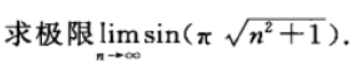 求极限lim sin(π √(n²+1)).
n→∞